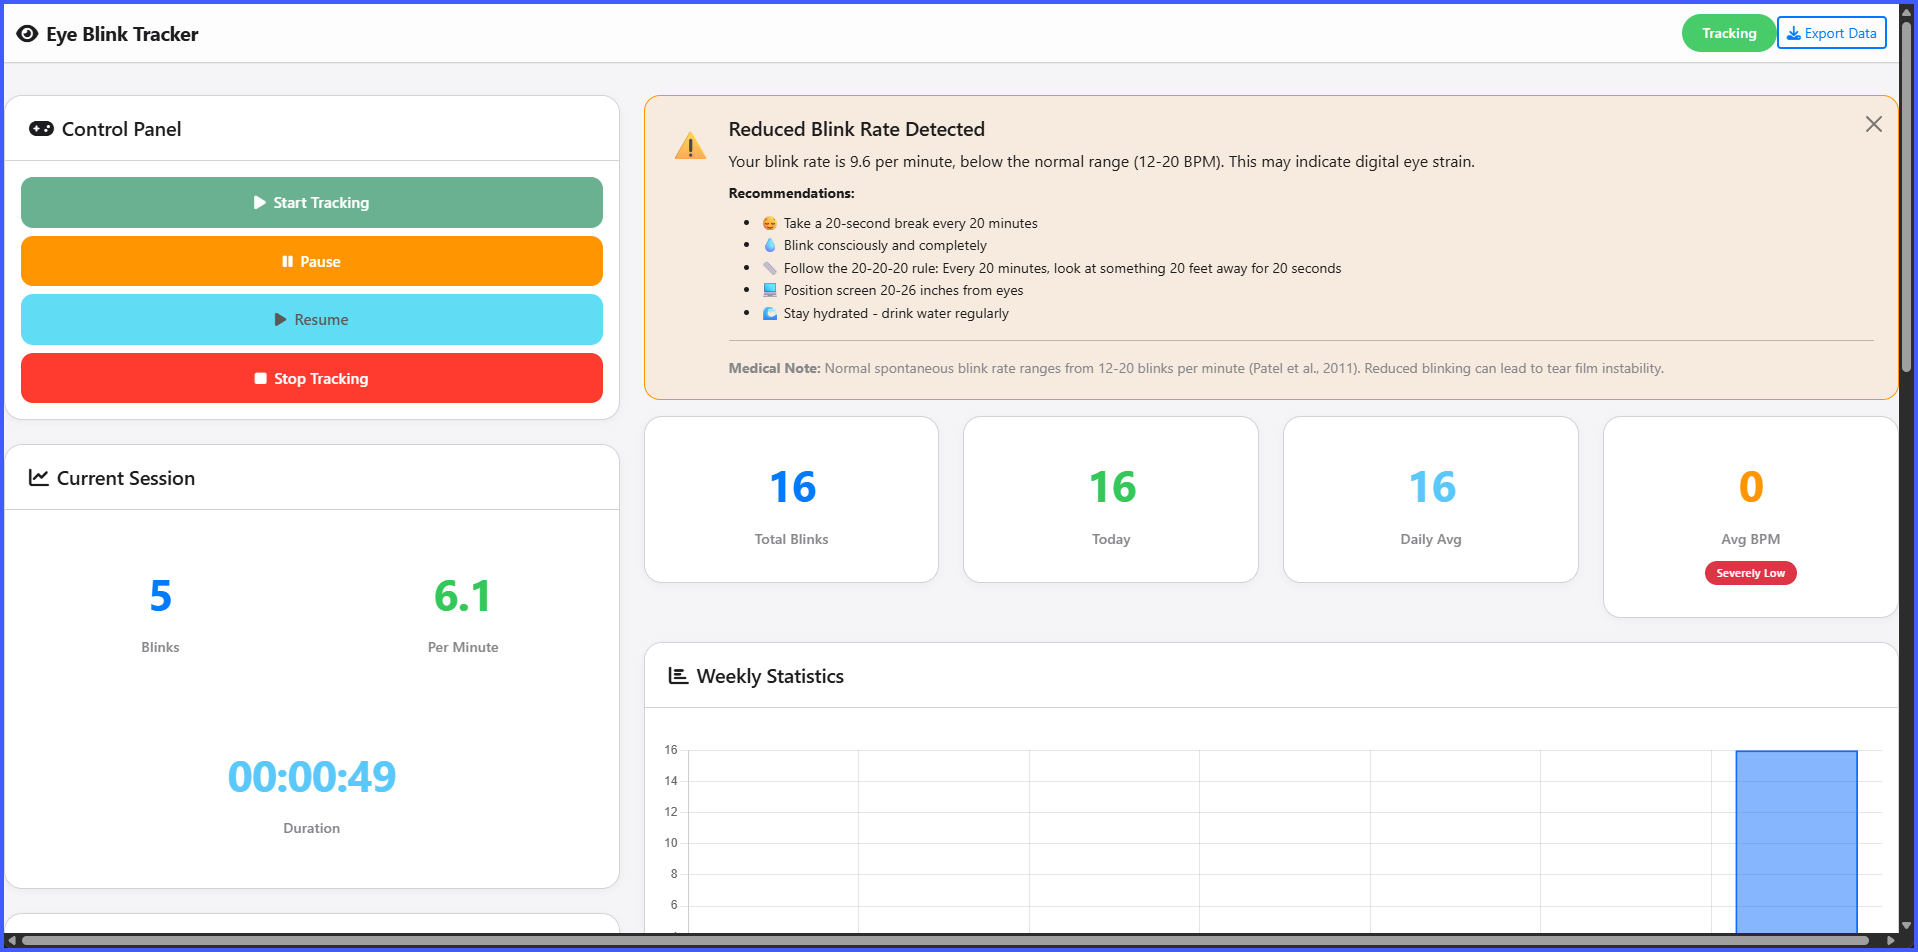 Eye Blink Tracker
Tracking
Export Data
Control Panel
Start Tracking
Pause
Resume
Stop Tracking
Current Session
5
Blinks
6.1
Per Minute
00:00:49
Duration
Reduced Blink Rate Detected
Your blink rate is 9.6 per minute, below the normal range (12-20 BPM). This may indicate digital eye strain.
Recommendations:
Take a 20-second break every 20 minutes
Blink consciously and completely
Follow the 20-20-20 rule: Every 20 minutes, look at something 20 feet away for 20 seconds
Position screen 20-26 inches from eyes
Stay hydrated - drink water regularly
Medical Note: Normal spontaneous blink rate ranges from 12-20 blinks per minute (Patel et al., 2011). Reduced blinking can lead to tear film instability.
16
Total Blinks
16
Today
16
Daily Avg
0
Avg BPM
Severely Low
Weekly Statistics
16
14
12
10
8
6